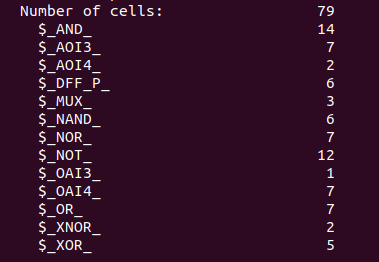 Number of cells: 79
$_AND_ 14
$_AOI3_ 7
$_AOI4_ 2
$_DFF_P_ 6
$_MUX_ 3
$_NAND_ 6
$_NOR_ 7
$_NOT_ 12
$_OAI3_ 1
$_OAI4_ 7
$_OR_ 7
$_XNOR_ 2
$_XOR_ 5